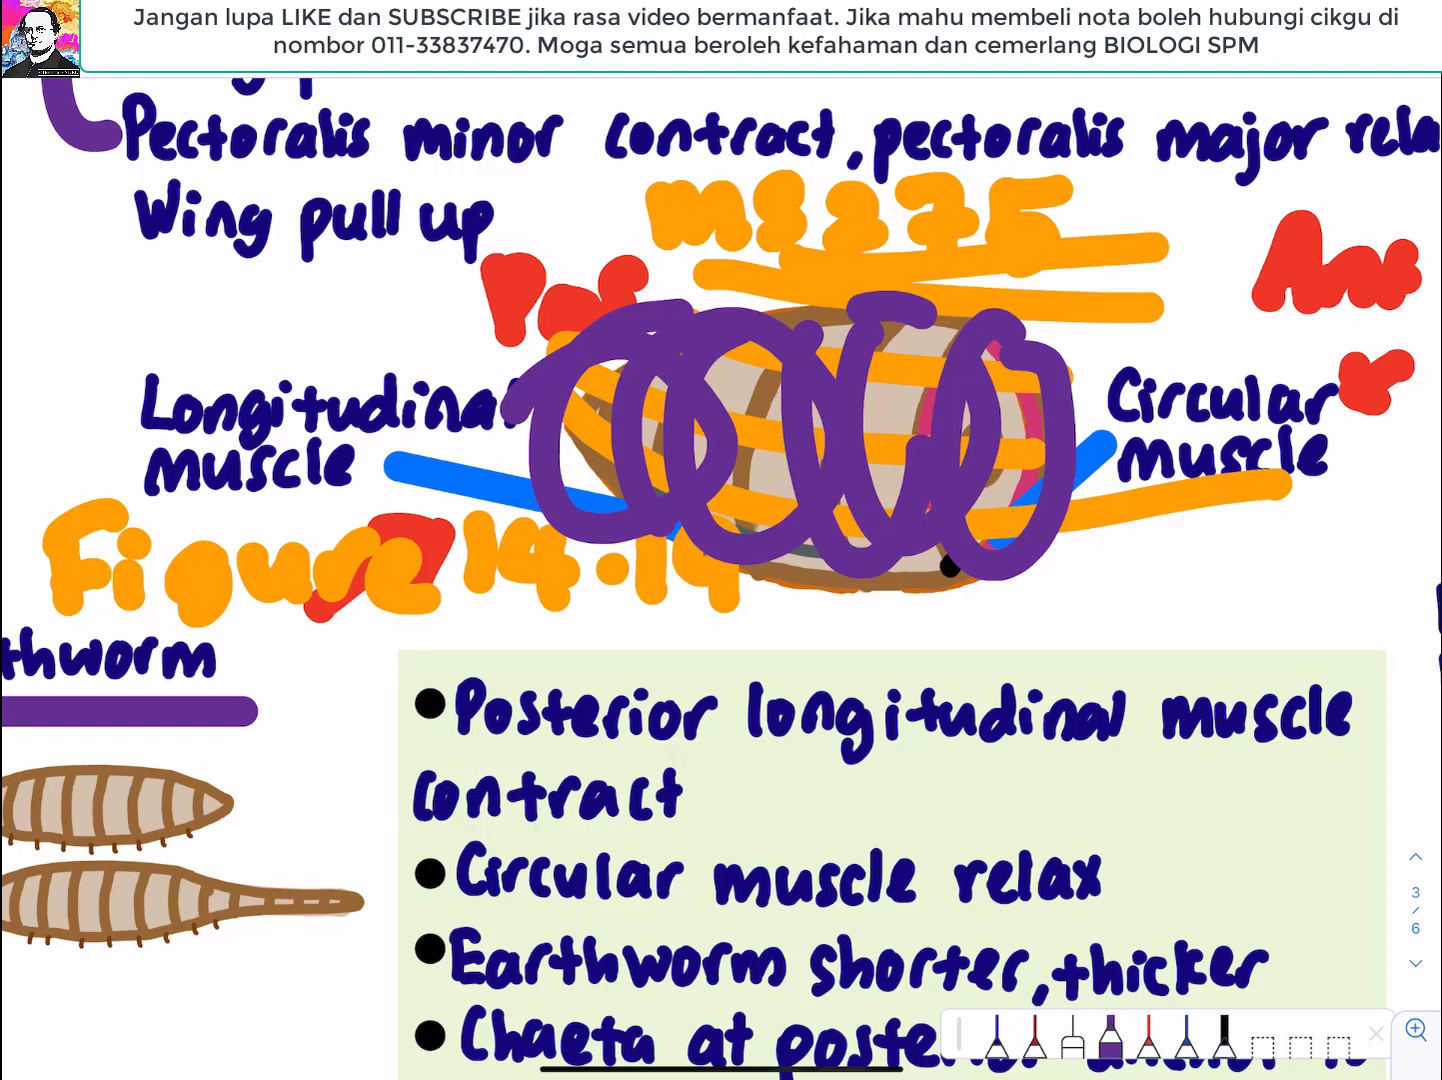 Jangan lupa LIKE dan SUBSCRIBE jika rasa video bermanfaat. Jika mahu membeli nota boleh hubungi cikgu di
nombor 011-33837470. Moga semua beroleh kefahaman dan cemerlang BIOLOGI SPM
Pectoralis minor contract, pectoralis major rela
Wing pull up
Longitudinal
muscle
Circular
muscle
Figure 14.14
thworm
Posterior longitudinal muscle
contract
Circular muscle relax
Earthworm shorter, thicker
Chaeta at
3
/
6